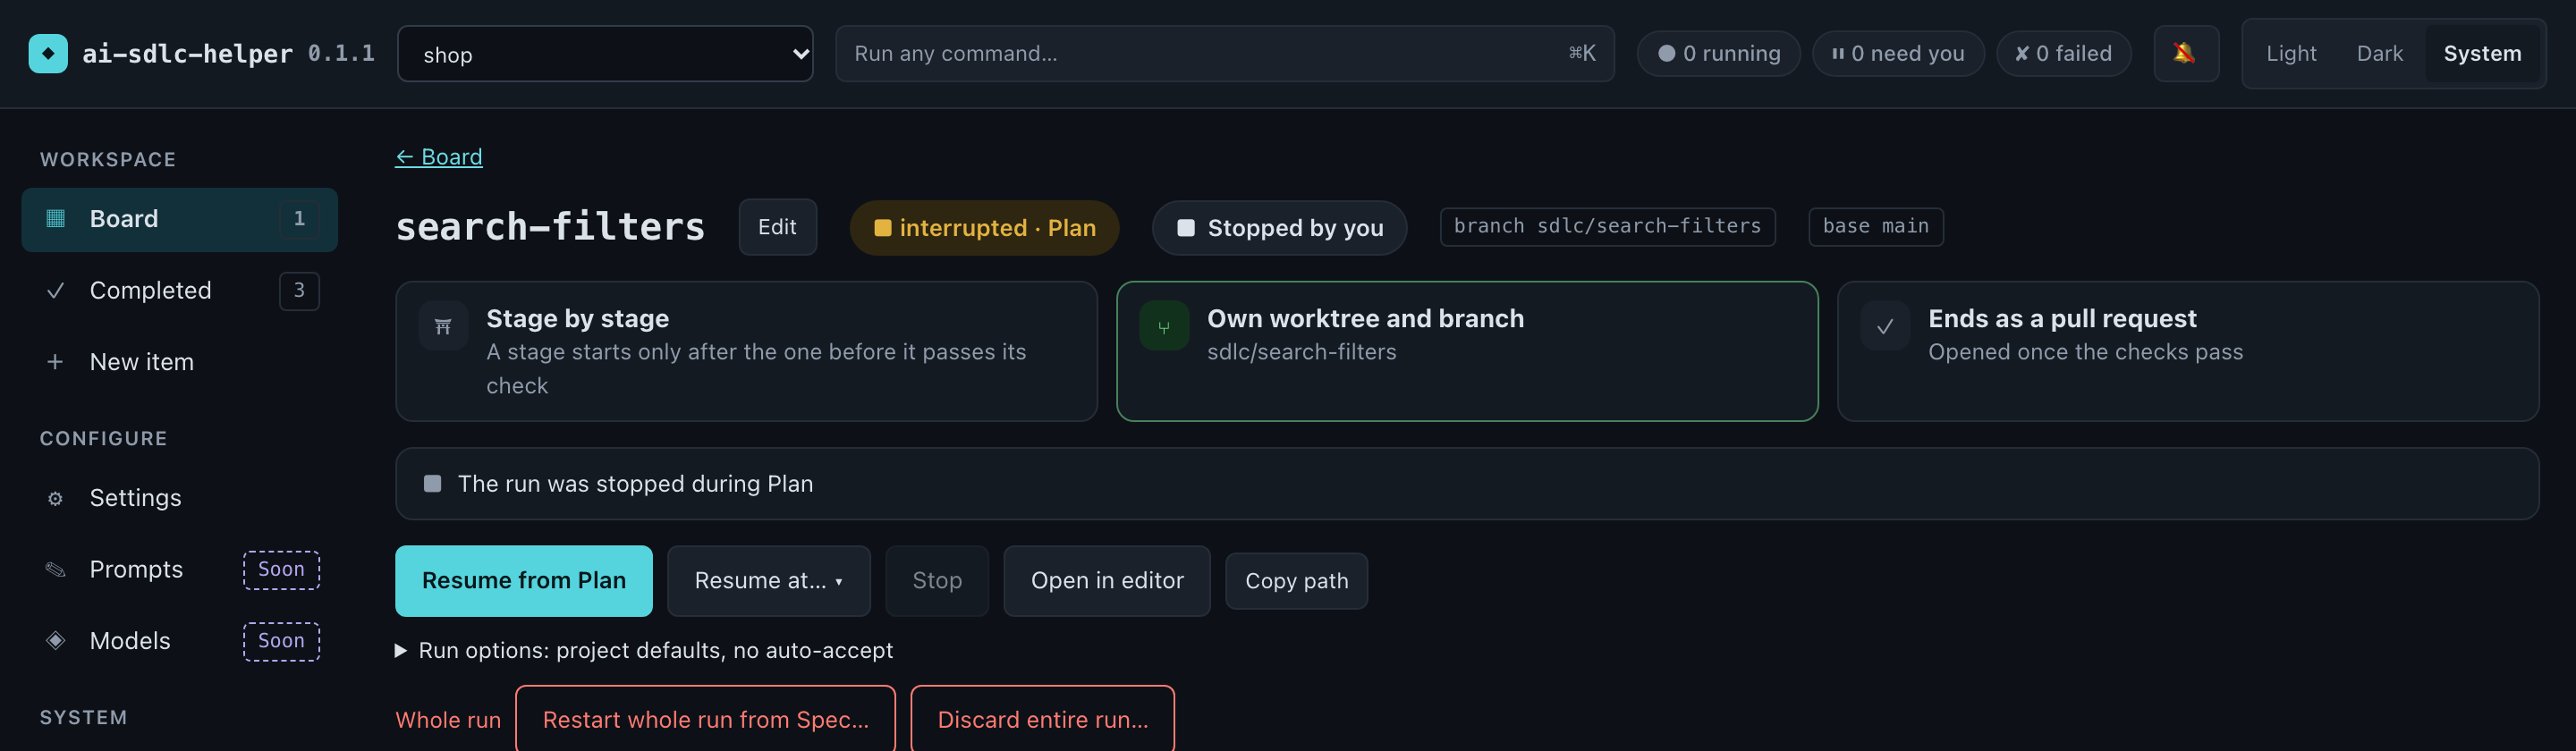 ai-sdlc-helper 0.1.1
shop
Run any command...
⌘K
0 running
0 need you
✘ 0 failed
Light
Dark
System
WORKSPACE
Board 1
✓ Completed 3
+ New item
CONFIGURE
Settings
Prompts Soon
Models Soon
SYSTEM
← Board
search-filters
Edit
interrupted · Plan
Stopped by you
branch sdlc/search-filters
base main
Stage by stage
A stage starts only after the one before it passes its
check
Own worktree and branch
sdlc/search-filters
Ends as a pull request
Opened once the checks pass
The run was stopped during Plan
Resume from Plan
Resume at... ▾
Stop
Open in editor
Copy path
▶ Run options: project defaults, no auto-accept
Whole run
Restart whole run from Spec...
Discard entire run...